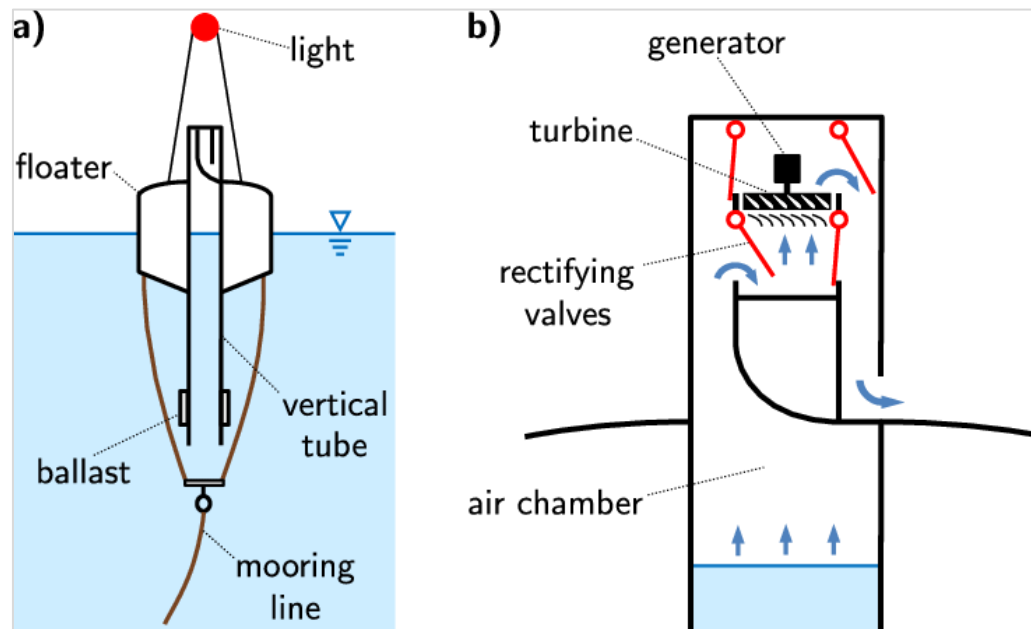 a)
light
floater
ballast
vertical
tube
mooring
line
b)
generator
turbine
rectifying
valves
air chamber